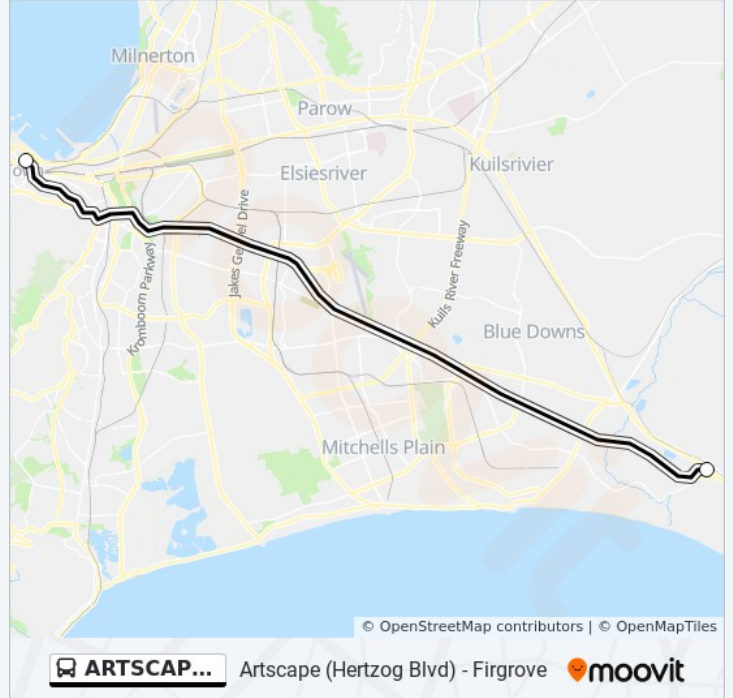 Milnerton
Parow
Elsiesriver
Kuilsrivier
Jakes Gerwel Drive
Kromboom Parkway
Kuils River Freeway
Blue Downs
Mitchells Plain
© OpenStreetMap contributors | © OpenMapTiles
ARTSCAP...
Artscape (Hertzog Blvd) - Firgrove
moovit